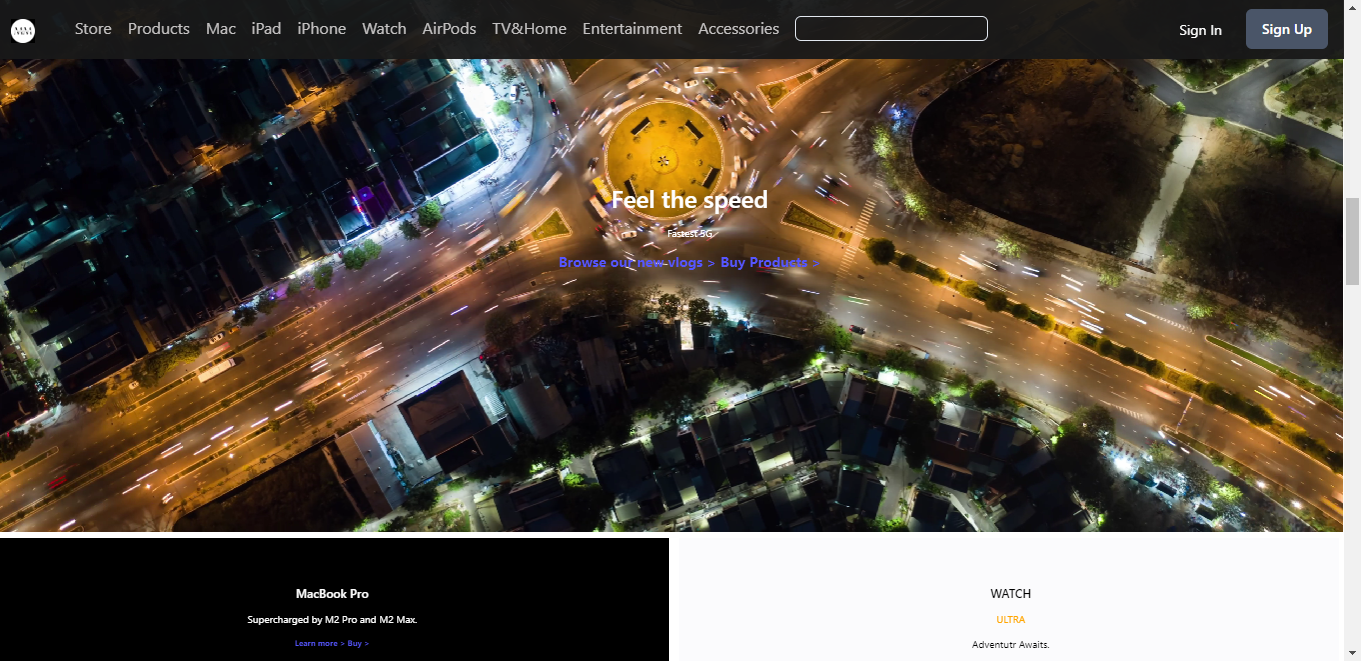 Store Products Mac iPad iPhone Watch AirPods TV&Home Entertainment Accessories Sign In Sign Up
Feel the speed
Fastest 5G
Browse our new vlogs > Buy Products >
MacBook Pro
Supercharged by M2 Pro and M2 Max.
Learn more > Buy >
WATCH
ULTRA
Adventutr Awaits.